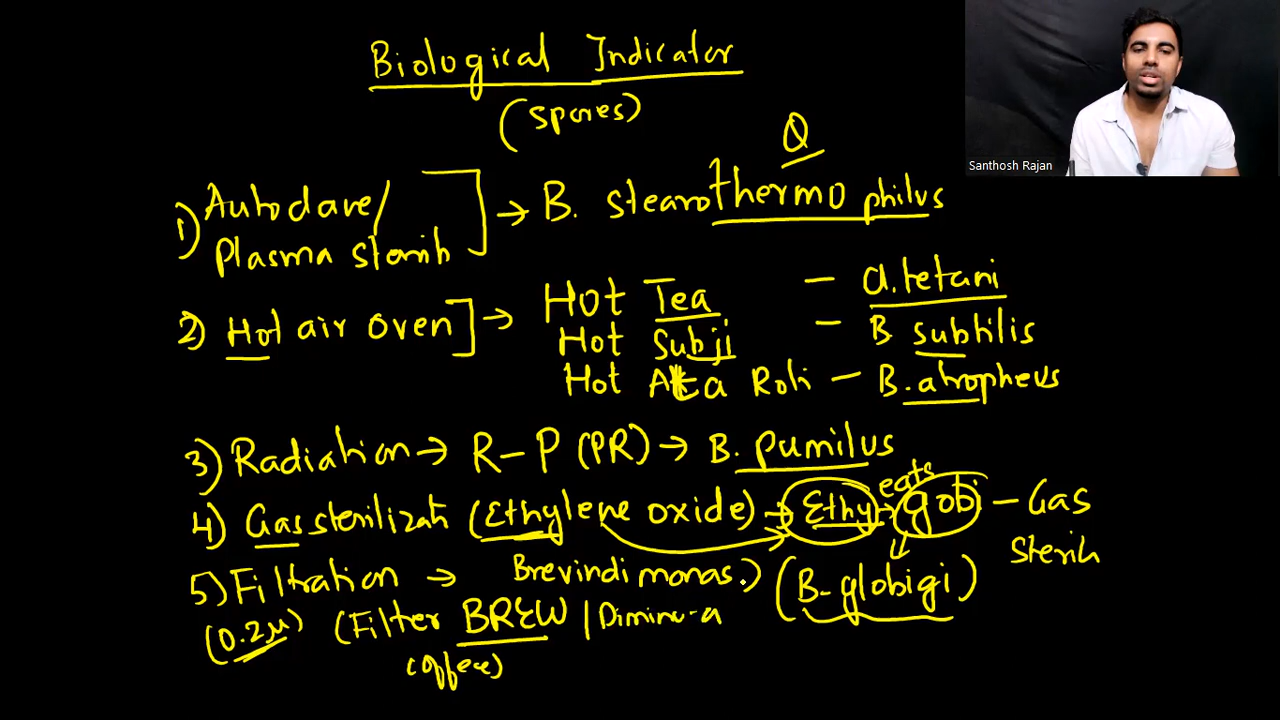 Biological Indicator
(spores)
Q
1) Autoclave/ Plasma sterili → B. stearothermophilus
2) Hot air oven → Hot Tea – Cl.tetani
Hot Subji – B subtilis
Hot Atta Roti – B. atropheus
3) Radiation → R-P (PR) → B. pumilus
4) Gas sterilizati (Ethylene oxide) → Ethy → eats gobi – Gas Sterili
5) Filtration → Brevindimonas.) (B-globigi)
(0.2μ) (Filter BREW | Diminu-a
(offee)
Santhosh Rajan